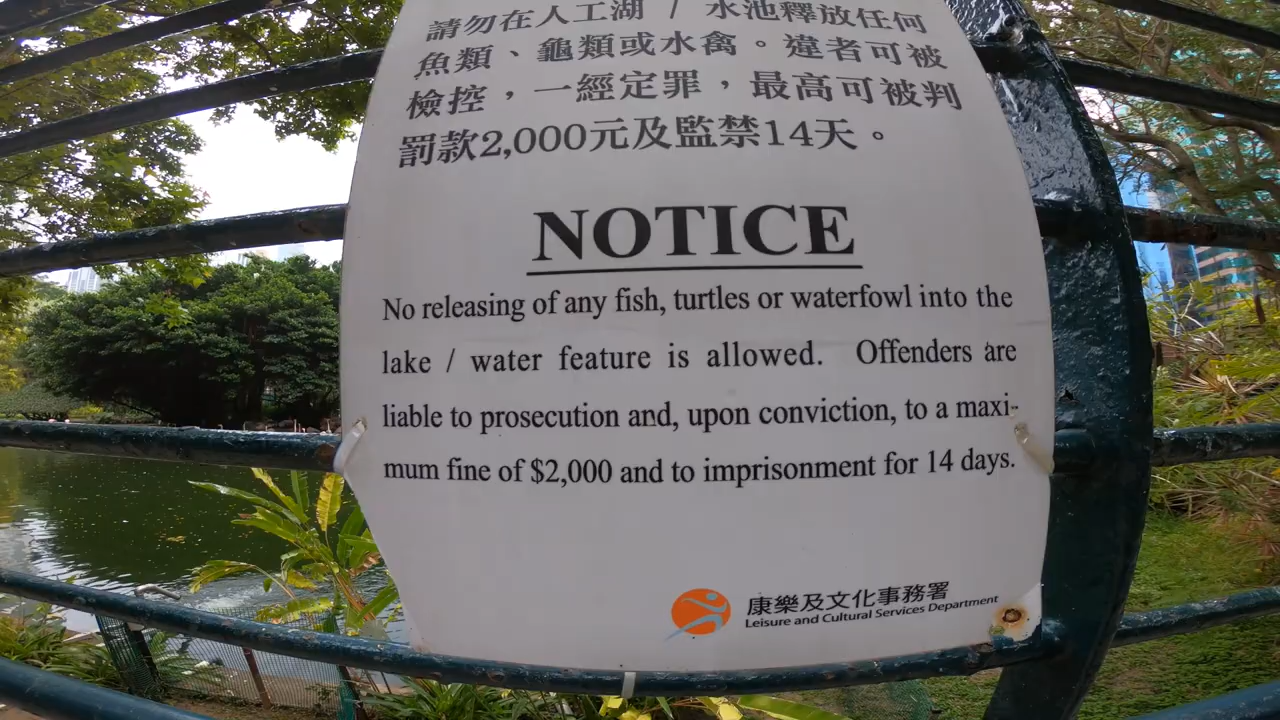 請勿在人工湖 / 水池釋放任何
魚類、龜類或水禽。違者可被
檢控，一經定罪，最高可被判
罰款2,000元及監禁14天。
NOTICE
No releasing of any fish, turtles or waterfowl into the
lake / water feature is allowed. Offenders are
liable to prosecution and, upon conviction, to a maxi-
mum fine of $2,000 and to imprisonment for 14 days.
康樂及文化事務署
Leisure and Cultural Services Department